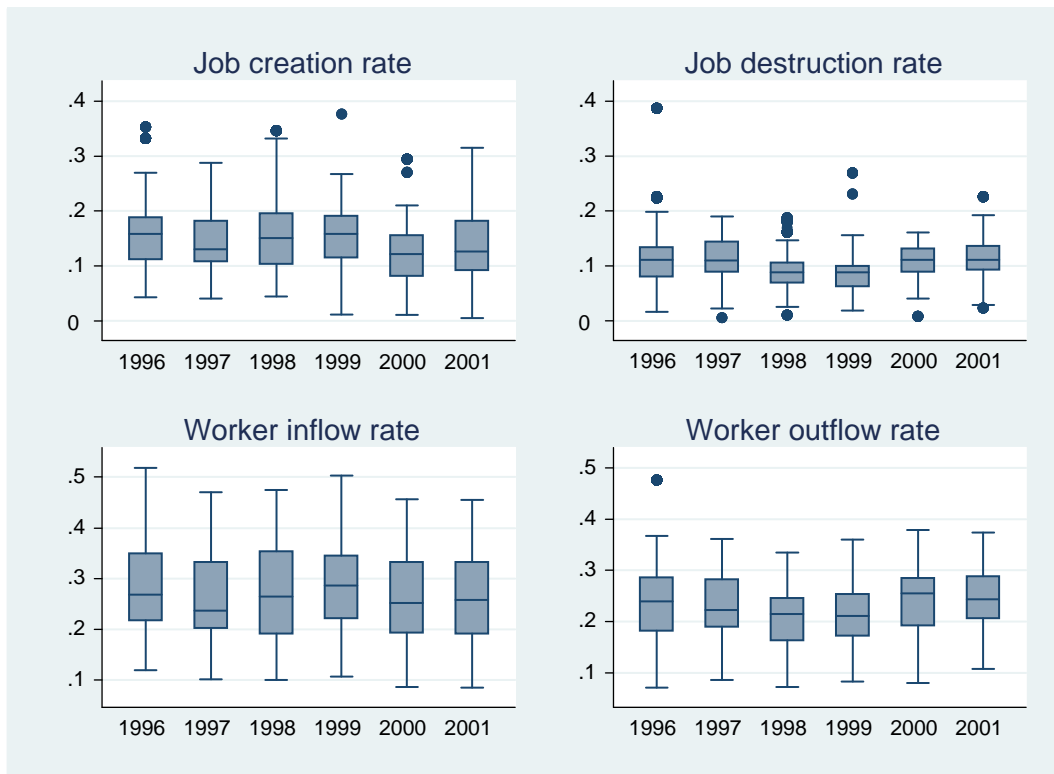 Job creation rate
.4
.3
.2
.1
0
1996 1997 1998 1999 2000 2001
Job destruction rate
.4
.3
.2
.1
0
1996 1997 1998 1999 2000 2001
Worker inflow rate
.5
.4
.3
.2
.1
1996 1997 1998 1999 2000 2001
Worker outflow rate
.5
.4
.3
.2
.1
1996 1997 1998 1999 2000 2001